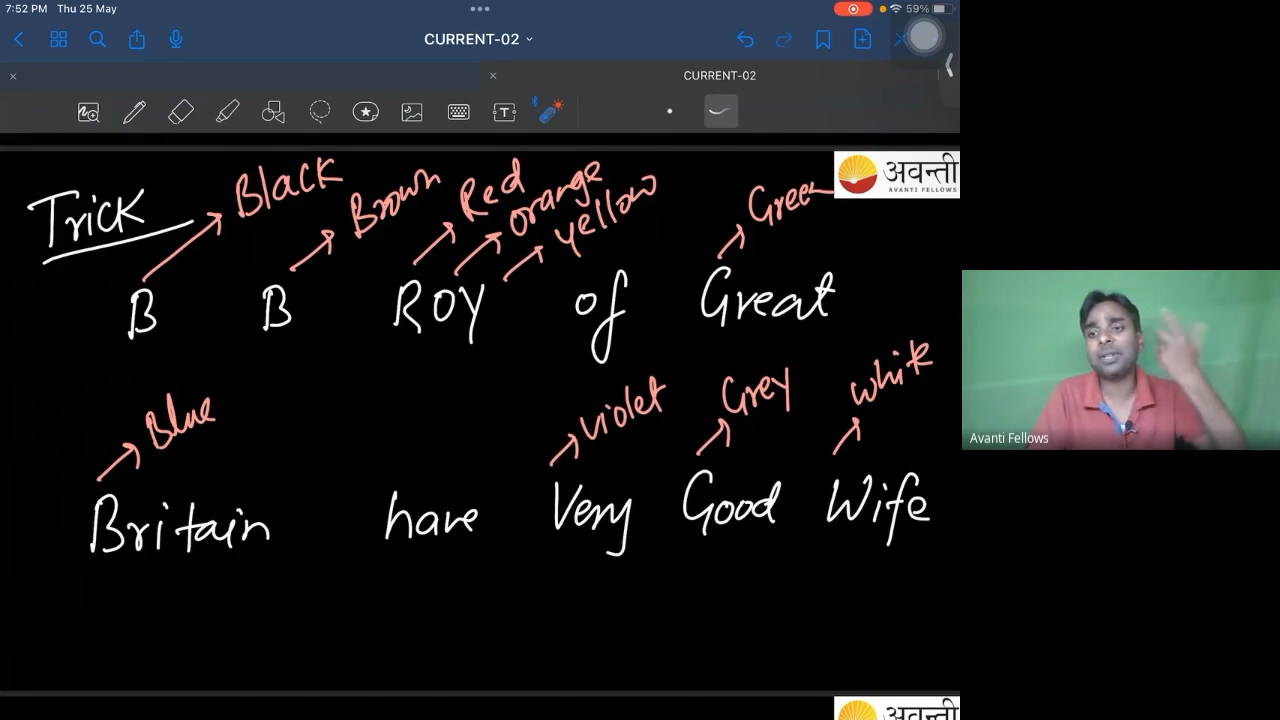 7:52 PM Thu 25 May
59%
CURRENT-02
CURRENT-02
अवन्ती
AVANTI FELLOWS
Trick
Black Brown Red Orange Yellow Green
B B ROY of Great
Blue Violet Grey White
Britain have Very Good Wife
Avanti Fellows
अवन्ती